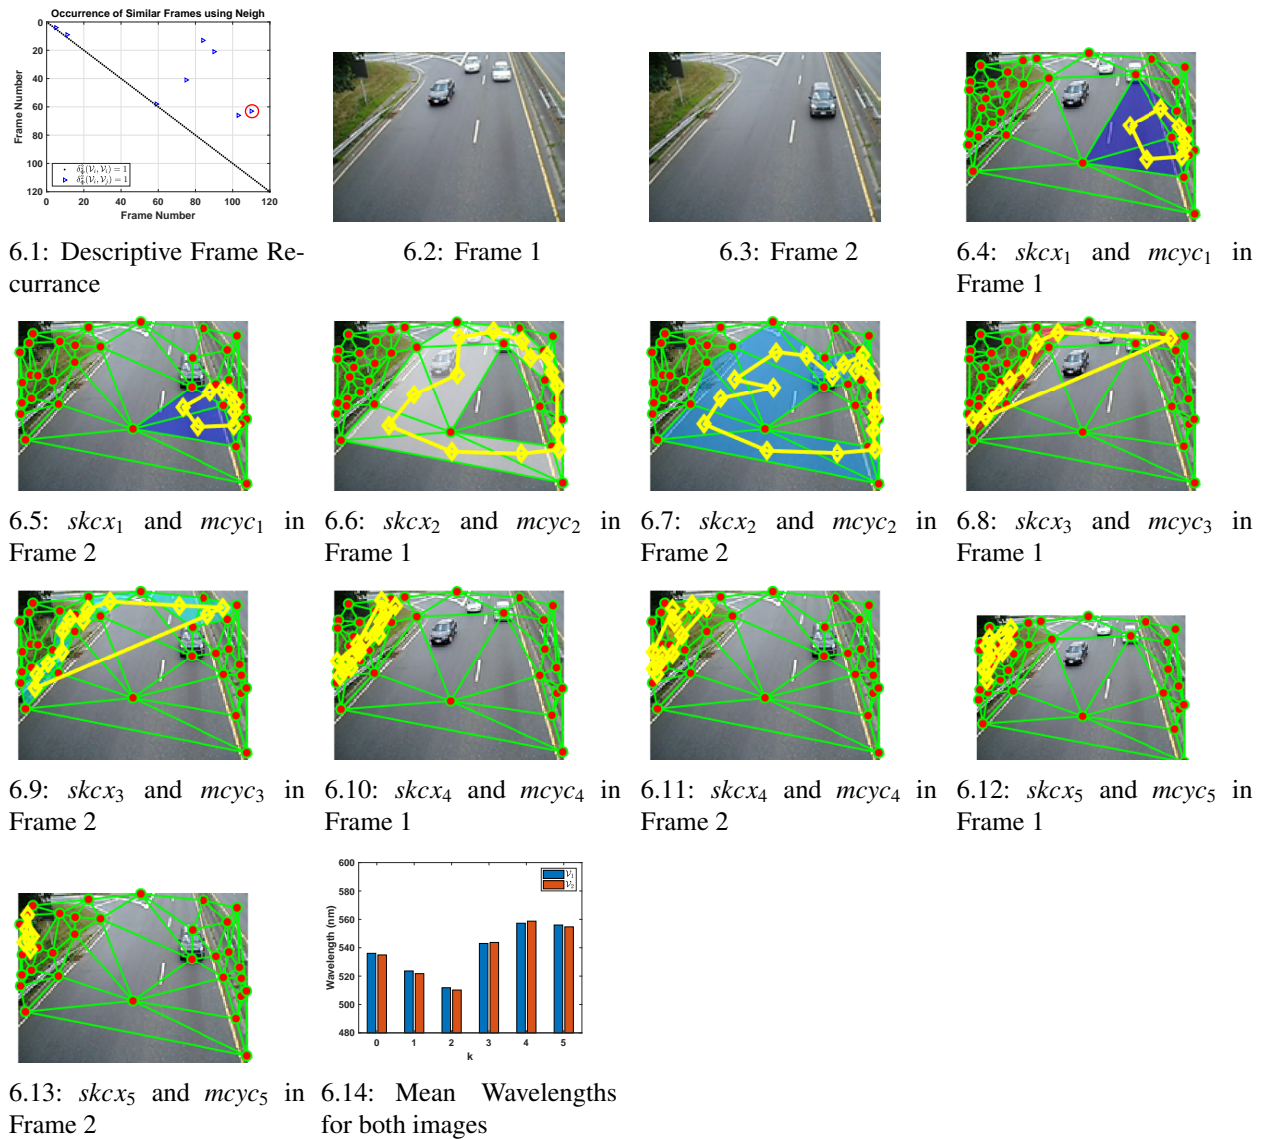 Occurrence of Similar Frames using Neigh
0
20
40
60
80
100
120
Frame Number
0 20 40 60 80 100 120
Frame Number
6.1: Descriptive Frame Re-
currance
6.2: Frame 1
6.3: Frame 2
6.4: skcx1 and mcyc1 in
Frame 1
6.5: skcx1 and mcyc1 in
Frame 2
6.6: skcx2 and mcyc2 in
Frame 1
6.7: skcx2 and mcyc2 in
Frame 2
6.8: skcx3 and mcyc3 in
Frame 1
6.9: skcx3 and mcyc3 in
Frame 2
6.10: skcx4 and mcyc4 in
Frame 1
6.11: skcx4 and mcyc4 in
Frame 2
6.12: skcx5 and mcyc5 in
Frame 1
6.13: skcx5 and mcyc5 in
Frame 2
600
580
560
540
520
500
480
Wavelength (nm)
V1
V2
0 1 2 3 4 5
k
6.14: Mean Wavelengths
for both images